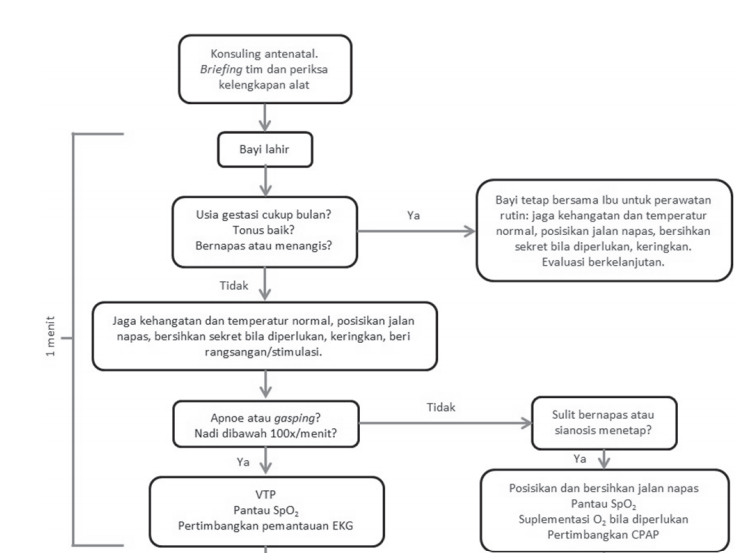 Konsuling antenatal.
Briefing tim dan periksa
kelengkapan alat
Bayi lahir
Usia gestasi cukup bulan?
Tonus baik?
Bernapas atau menangis?
Ya
Bayi tetap bersama Ibu untuk perawatan
rutin: jaga kehangatan dan temperatur
normal, posisikan jalan napas, bersihkan
sekret bila diperlukan, keringkan.
Evaluasi berkelanjutan.
Tidak
1 menit
Jaga kehangatan dan temperatur normal, posisikan jalan
napas, bersihkan sekret bila diperlukan, keringkan, beri
rangsangan/stimulasi.
Apnoe atau gasping?
Nadi dibawah 100x/menit?
Tidak
Sulit bernapas atau
sianosis menetap?
Ya
Ya
VTP
Pantau SpO₂
Pertimbangkan pemantauan EKG
Posisikan dan bersihkan jalan napas
Pantau SpO₂
Suplementasi O₂ bila diperlukan
Pertimbangkan CPAP